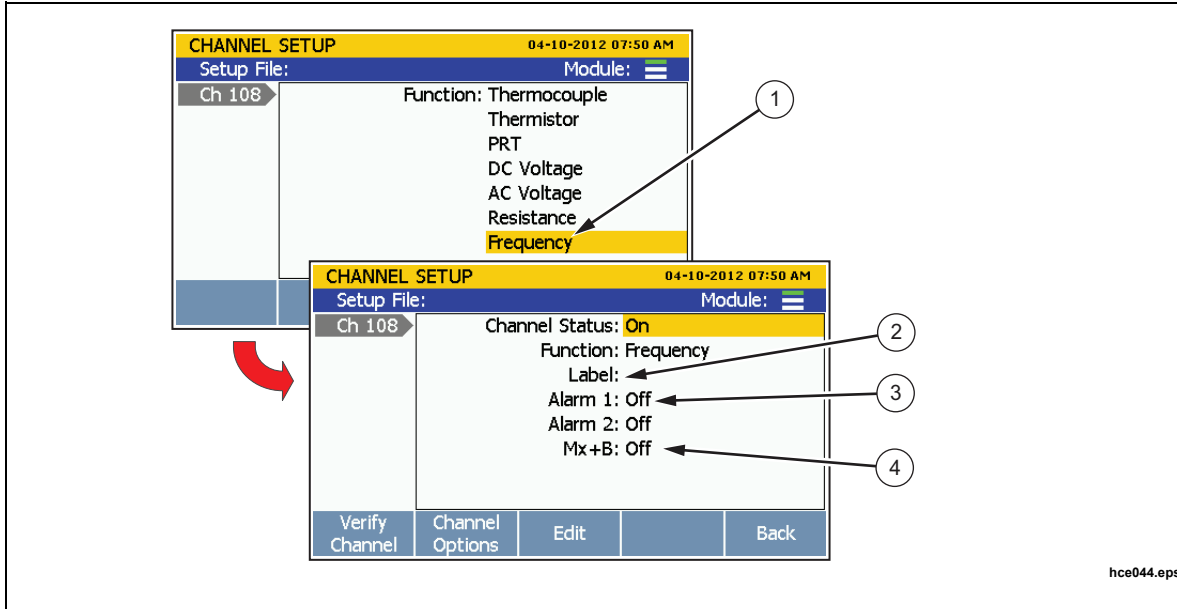 CHANNEL SETUP 04-10-2012 07:50 AM
Setup File: Module:
Ch 108 Function: Thermocouple
Thermistor
PRT
DC Voltage
AC Voltage
Resistance
Frequency
1
CHANNEL SETUP 04-10-2012 07:50 AM
Setup File: Module:
Ch 108 Channel Status: On
Function: Frequency
Label:
Alarm 1: Off
Alarm 2: Off
Mx+B: Off
2
3
4
Verify Channel Channel Options Edit Back
hce044.eps